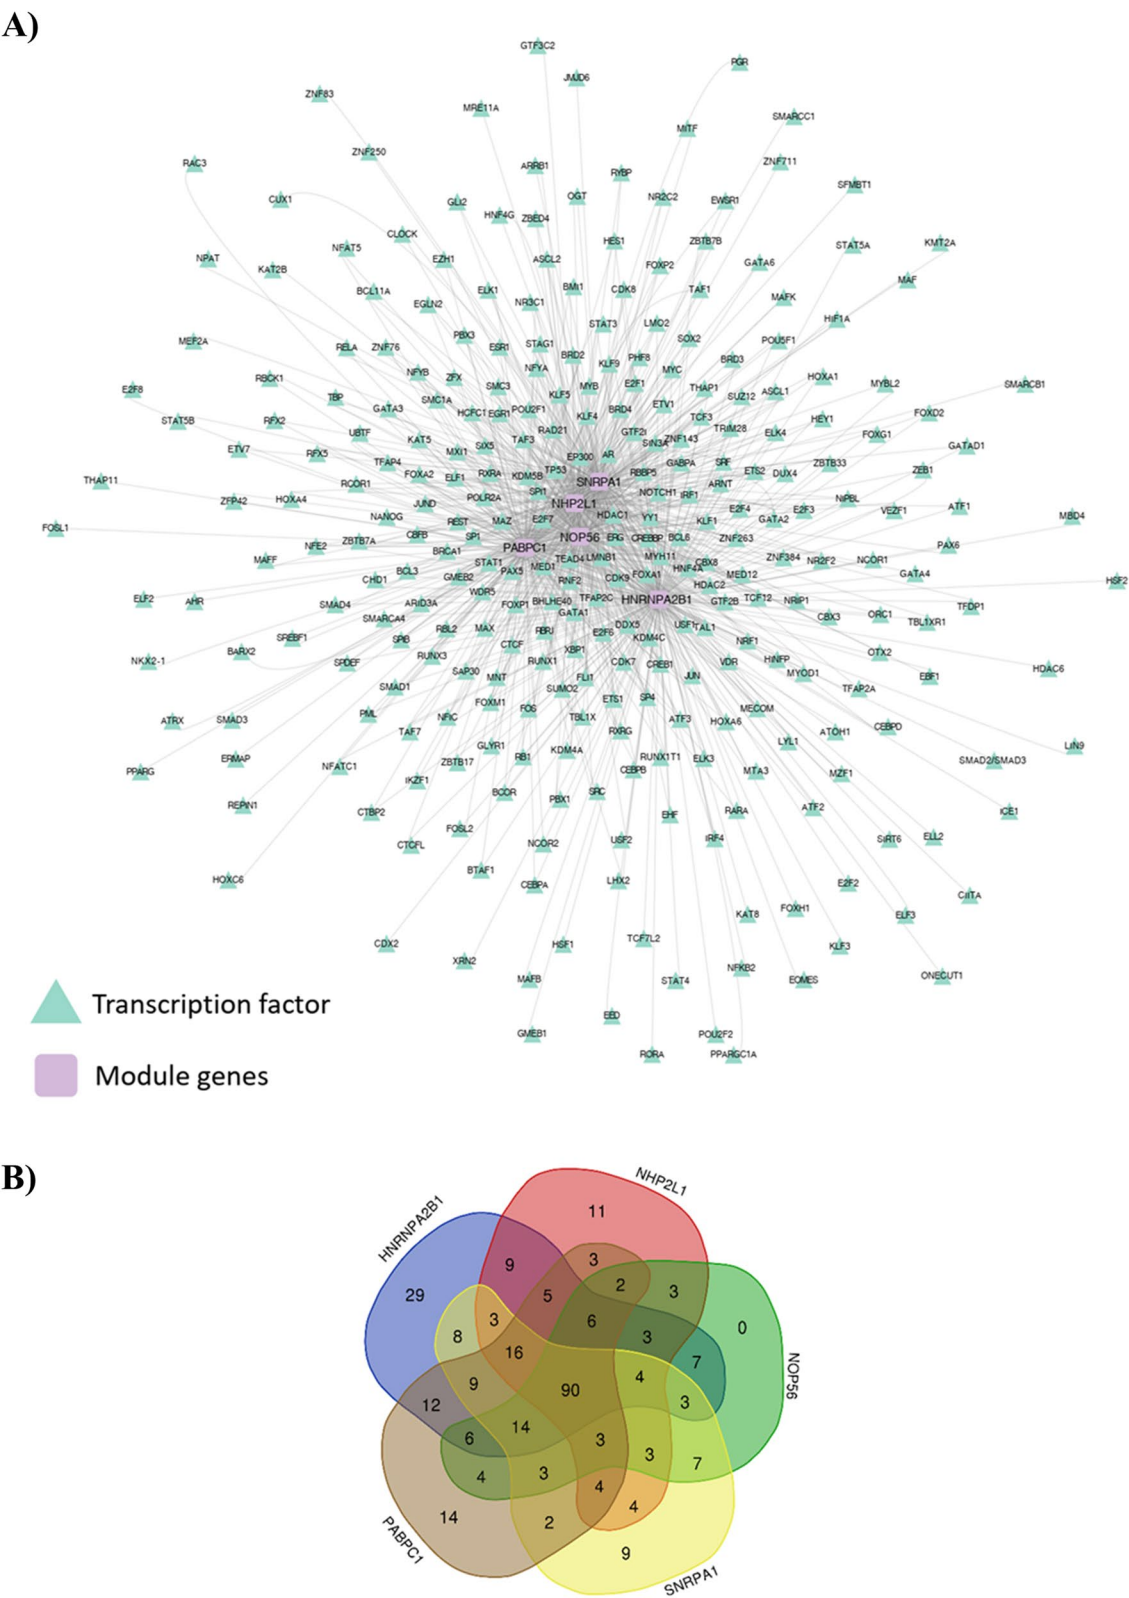 A)
GTF3C2
JMJD6
PGR
ZNF83
MRE11A
SMARCC1
MITF
ZNF250
RAC3
ARRB1
RYBP
ZNF711
SFMBT1
CUX1
GLI2
OGT
NR2C2
EWSR1
HNF4G
ZBED4
CLOCK
NFAT5
HES1
ZBTB7B
STAT5A
KMT2A
NPAT
KAT2B
EZH1
ASCL2
FOXP2
GATA6
MAF
BCL11A
ELK1
BMI1
CDK8
TAF1
MAFK
EGLN2
NR3C1
HIF1A
STAT3
LMO2
SOX2
POU5F1
MEF2A
PBX3
ESR1
STAG1
RELA
ZNF76
BRD2
KLF9
PHF8
BRD3
NFYB
ZFX
NFYA
MYC
HOXA1
RBCK1
MYBL2
SMARCB1
E2F8
TBP
SMC3
MYB
E2F1
THAP1
ASCL1
SMC1A
KLF5
SUZ12
STAT5B
RFX2
GATA3
HCFC1
EGR1
POU2F1
KLF4
BRD4
ETV1
TCF3
HEY1
FOXD2
UBTF
KAT5
RAD21
GTF2I
TRIM28
ELK4
FOXG1
ETV7
RFX5
MXI1
SIX5
TAF3
SIN3A
ZNF143
GATAD1
TFAP4
EP300
AR
GABPA
SRF
ZBTB33
ZEB1
THAP11
RCOR1
FOXA2
ELF1
RXRA
KDM5B
TP53
RBBP5
ETS2
DUX4
SNRPA1
ARNT
ZFP42
HOXA4
JUND
POLR2A
SPI1
NOTCH1
IRF1
NIPBL
NHP2L1
E2F4
E2F3
VEZF1
ATF1
FOSL1
NANOG
REST
MAZ
E2F7
HDAC1
YY1
KLF1
GATA2
MBD4
NFE2
ZBTB7A
CBFB
SP1
NOP56
ERG
CREBBP
BCL6
ZNF263
PAX6
MAFF
BRCA1
PABPC1
TEAD4
LMNB1
MYH11
ZNF384
NR2F2
NCOR1
CHD1
BCL3
STAT1
PAX5
MED1
HNF4A
CBX8
MED12
GATA4
HSF2
GMEB2
RNF2
CDK9
FOXA1
HDAC2
ELF2
AHR
SMAD4
ARID3A
WDR5
FOXP1
BHLHE40
TFAP2C
HNRNPA2B1
GTF2B
TCF12
NRIP1
TFDP1
SMARCA4
GATA1
CBX3
ORC1
TBL1XR1
SREBF1
SPIB
RBL2
MAX
RBPJ
E2F6
DDX5
USF1
TAL1
KDM4C
NRF1
NKX2-1
BARX2
SPDEF
RUNX3
CTCF
RUNX1
XBP1
CDK7
CREB1
VDR
HINFP
MYOD1
OTX2
EBF1
HDAC6
SAP30
MNT
FLI1
JUN
SMAD1
SUMO2
TFAP2A
ATRX
SMAD3
PML
NFIC
FOXM1
FOS
ETS1
SP4
MECOM
TAF7
TBL1X
RXRG
ATF3
HOXA6
ATOH1
CEBPD
LIN9
PPARG
ERMAP
NFATC1
ZBTB17
GLYR1
RB1
KDM4A
CEBPB
RUNX1T1
ELK3
LYL1
SMAD2/SMAD3
IKZF1
MTA3
MZF1
REPIN1
CTBP2
BCOR
PBX1
SRC
EHF
RARA
ATF2
ICE1
CTCFL
FOSL2
NCOR2
USF2
IRF4
SIRT6
ELL2
HOXC6
BTAF1
CEBPA
LHX2
E2F2
CIITA
KAT8
FOXH1
ELF3
CDX2
XRN2
HSF1
TCF7L2
KLF3
MAFB
STAT4
NFKB2
EOMES
ONECUT1
EED
GMEB1
POU2F2
RORA
PPARGC1A
Transcription factor
Module genes
B)
NHP2L1
HNRNPA2B1
NOP56
PABPC1
SNRPA1
11
9
3
29
5
2
3
3
6
0
8
3
16
7
9
90
4
3
12
14
6
3
3
7
4
3
4
4
14
2
9